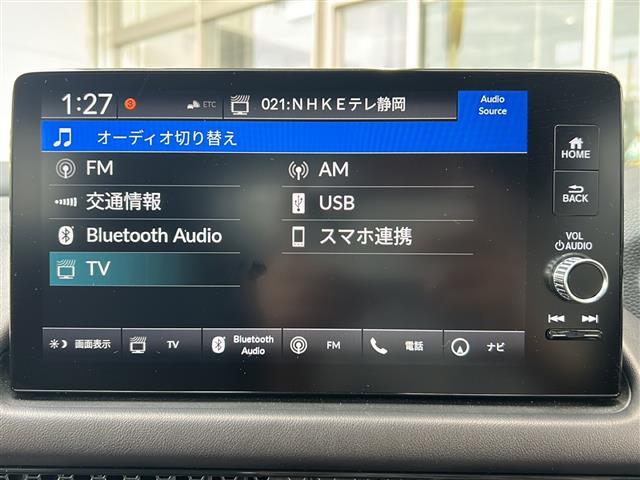 1:27 3 ETC 021:NHKEテレ静岡 Audio Source
オーディオ切り替え
FM AM
交通情報 USB
Bluetooth Audio スマホ連携
TV
画面表示 TV Bluetooth Audio FM 電話 ナビ
HOME
BACK
VOL
AUDIO